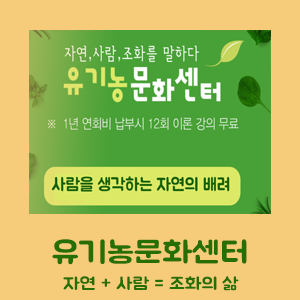 자연,사람,조화를 말하다
유기농문화센터
※ 1년 연회비 납부시 12회 이론 강의 무료
사람을 생각하는 자연의 배려
유기농문화센터
자연 + 사람 = 조화의 삶